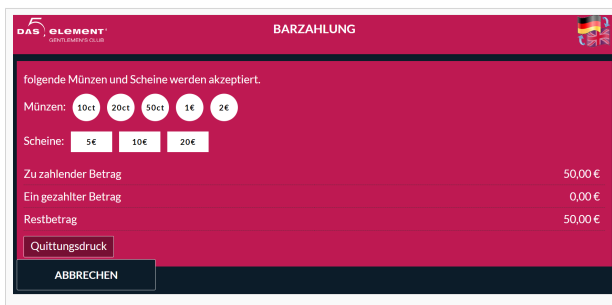 DAS 5 ELEMENT
GENTLEMEN'S CLUB
BARZAHLUNG
folgende Münzen und Scheine werden akzeptiert.
Münzen: 10ct 20ct 50ct 1€ 2€
Scheine: 5€ 10€ 20€
Zu zahlender Betrag 50,00 €
Ein gezahlter Betrag 0,00 €
Restbetrag 50,00 €
Quittungsdruck
ABBRECHEN